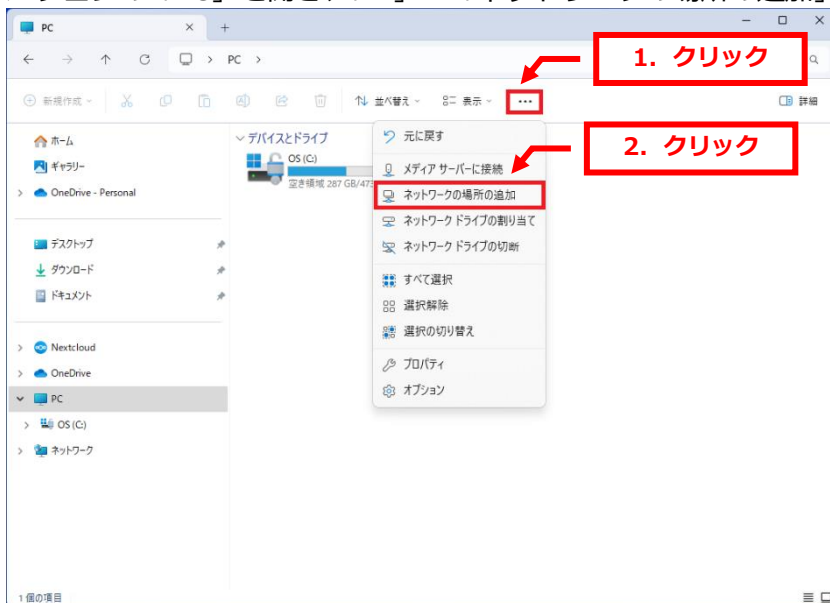 PC
PC
1. クリック
新規作成
並べ替え
表示
...
詳細
ホーム
ギャラリー
OneDrive - Personal
デスクトップ
ダウンロード
ドキュメント
Nextcloud
OneDrive
PC
OS (C:)
ネットワーク
デバイスとドライブ
OS (C:)
空き領域 287 GB/473
元に戻す
2. クリック
メディア サーバーに接続
ネットワークの場所の追加
ネットワーク ドライブの割り当て
ネットワーク ドライブの切断
すべて選択
選択解除
選択の切り替え
プロパティ
オプション
1 個の項目